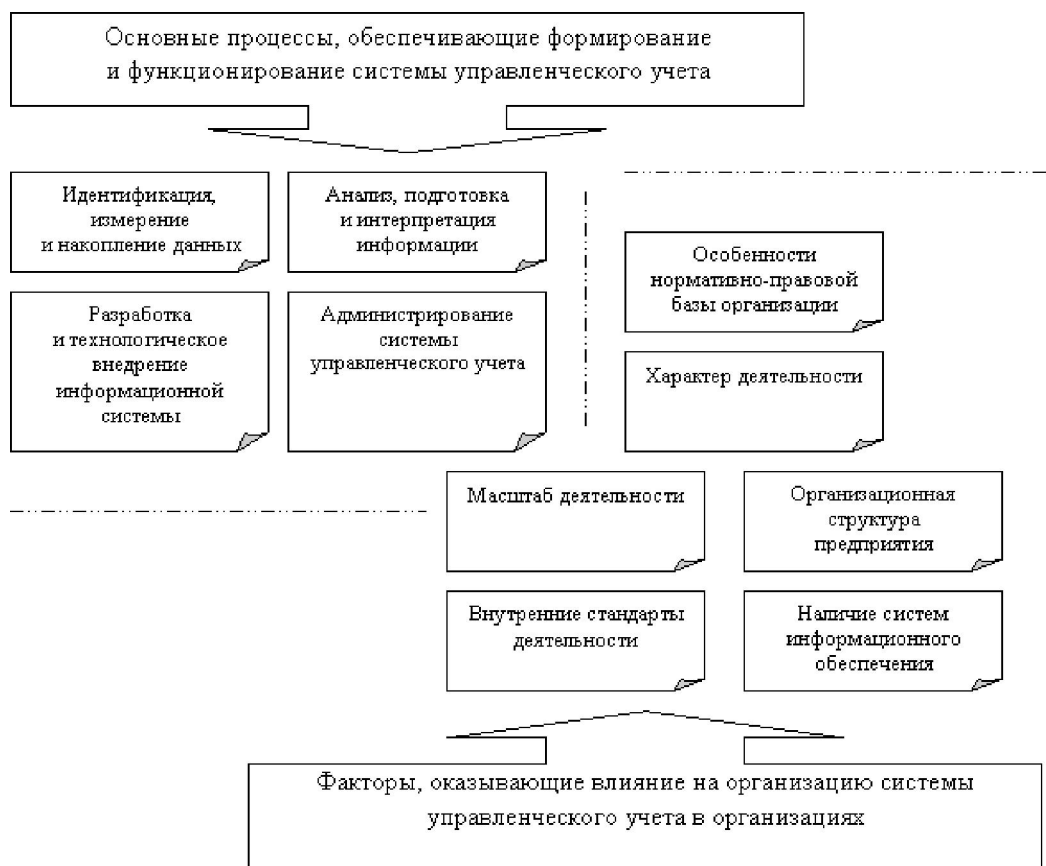 Основные процессы, обеспечивающие формирование
и функционирование системы управленческого учета
Идентификация,
измерение
и накопление данных
Анализ, подготовка
и интерпретация
информации
Разработка
и технологическое
внедрение
информационной
системы
Администрирование
системы
управленческого учета
Особенности
нормативно-правовой
базы организации
Характер деятельности
Масштаб деятельности
Организационная
структура
предприятия
Внутренние стандарты
деятельности
Наличие систем
информационного
обеспечения
Факторы, оказывающие влияние на организацию системы
управленческого учета в организациях